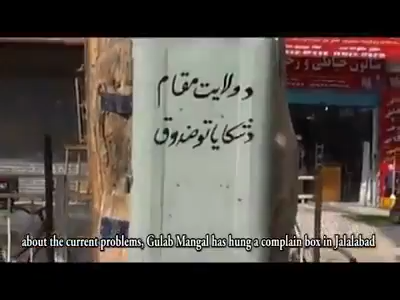 د ولایت مقام
د شکایاتو صندوق
about the current problems, Gulab Mangal has hung a complain box in Jalalabad